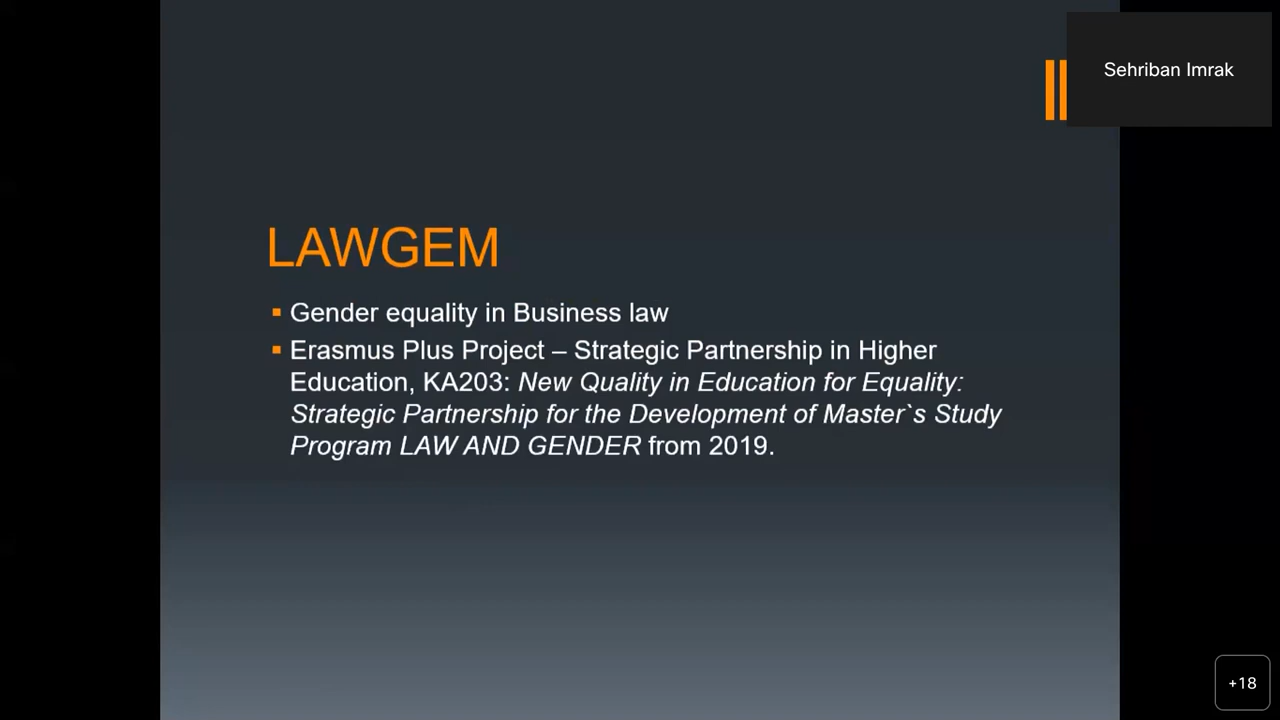 Sehriban Imrak
LAWGEM
▪ Gender equality in Business law
▪ Erasmus Plus Project – Strategic Partnership in Higher
Education, KA203: New Quality in Education for Equality:
Strategic Partnership for the Development of Master`s Study
Program LAW AND GENDER from 2019.
+18